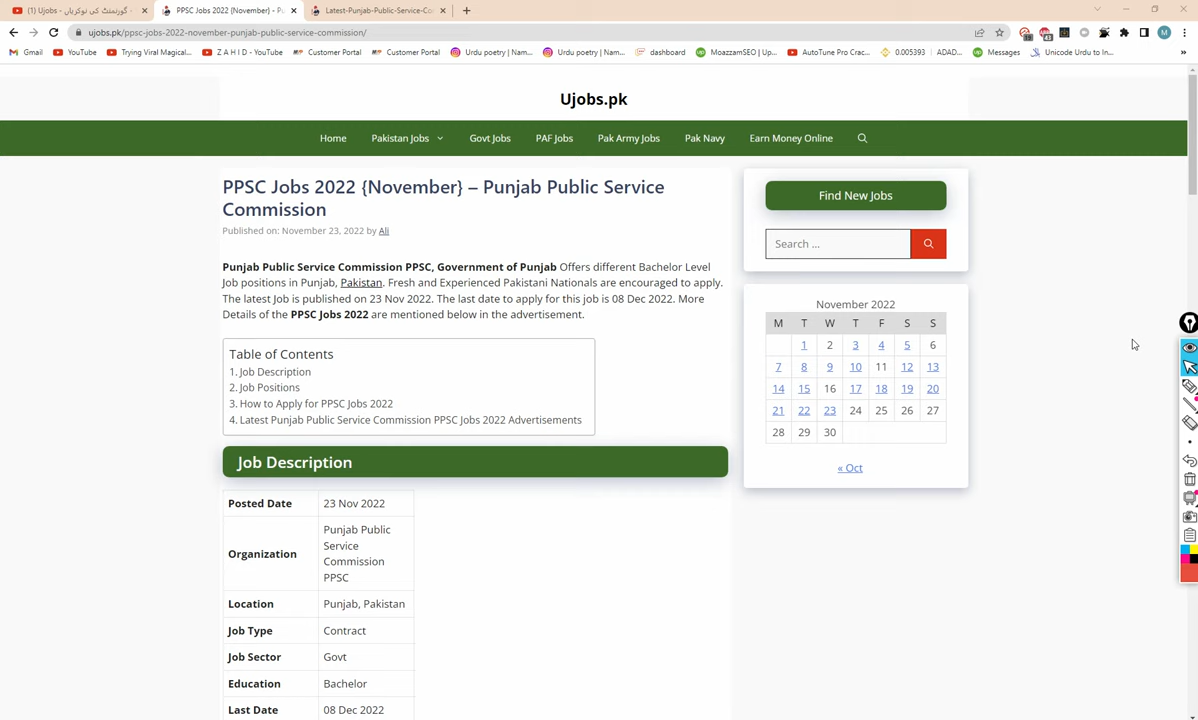 (1) Ujobs - گورنمنٹ کی نوکریاں
PPSC Jobs 2022 {November} - Pu
Latest-Punjab-Public-Service-Co
ujobs.pk/ppsc-jobs-2022-november-punjab-public-service-commission/
Gmail YouTube Trying Viral Magical... Z A H I D - YouTube Customer Portal Customer Portal Urdu poetry ( Nam... Urdu poetry ( Nam... dashboard MoazzamSEO | Up... AutoTune Pro Crac... 0.005393 | ADAD... Messages Unicode Urdu to In...
Ujobs.pk
Home Pakistan Jobs Govt Jobs PAF Jobs Pak Army Jobs Pak Navy Earn Money Online
PPSC Jobs 2022 {November} – Punjab Public Service
Commission
Published on: November 23, 2022 by Ali
Punjab Public Service Commission PPSC, Government of Punjab Offers different Bachelor Level
Job positions in Punjab, Pakistan. Fresh and Experienced Pakistani Nationals are encouraged to apply.
The latest Job is published on 23 Nov 2022. The last date to apply for this job is 08 Dec 2022. More
Details of the PPSC Jobs 2022 are mentioned below in the advertisement.
Table of Contents
1. Job Description
2. Job Positions
3. How to Apply for PPSC Jobs 2022
4. Latest Punjab Public Service Commission PPSC Jobs 2022 Advertisements
Job Description
Posted Date 23 Nov 2022
Organization Punjab Public
Service
Commission
PPSC
Location Punjab, Pakistan
Job Type Contract
Job Sector Govt
Education Bachelor
Last Date 08 Dec 2022
Find New Jobs
Search ...
November 2022
M T W T F S S
1 2 3 4 5 6
7 8 9 10 11 12 13
14 15 16 17 18 19 20
21 22 23 24 25 26 27
28 29 30
« Oct